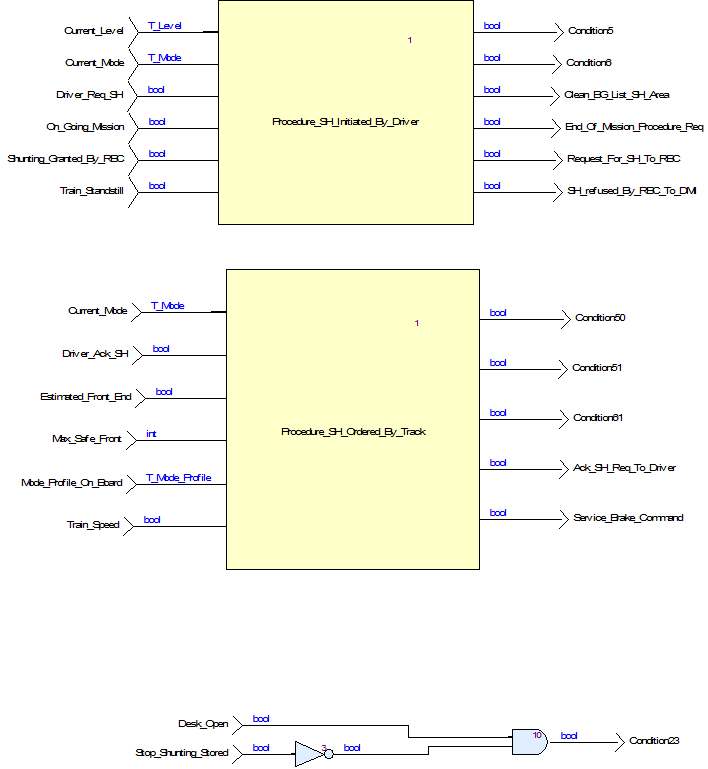 Current_Level T_Level bool Condition5
1
Current_Mode T_Mode bool Condition6
Driver_Req_SH bool bool Clean_BG_List_SH_Area
On_Going_Mission bool Procedure_SH_Initiated_By_Driver bool End_Of_Mission_Procedure_Req
Shunting_Granted_By_RBC bool bool Request_For_SH_To_RBC
Train_Standstill bool bool SH_refused_By_RBC_To_DMI
Current_Mode T_Mode bool Condition50
1
Driver_Ack_SH bool bool Condition51
Estimated_Front_End bool bool Condition61
Max_Safe_Front int Procedure_SH_Ordered_By_Track
Mode_Profile_On_Board T_Mode_Profile bool Ack_SH_Req_To_Driver
Train_Speed bool bool Service_Brake_Command
Desk_Open bool
10 bool Condition23
Stop_Shunting_Stored bool 3 bool